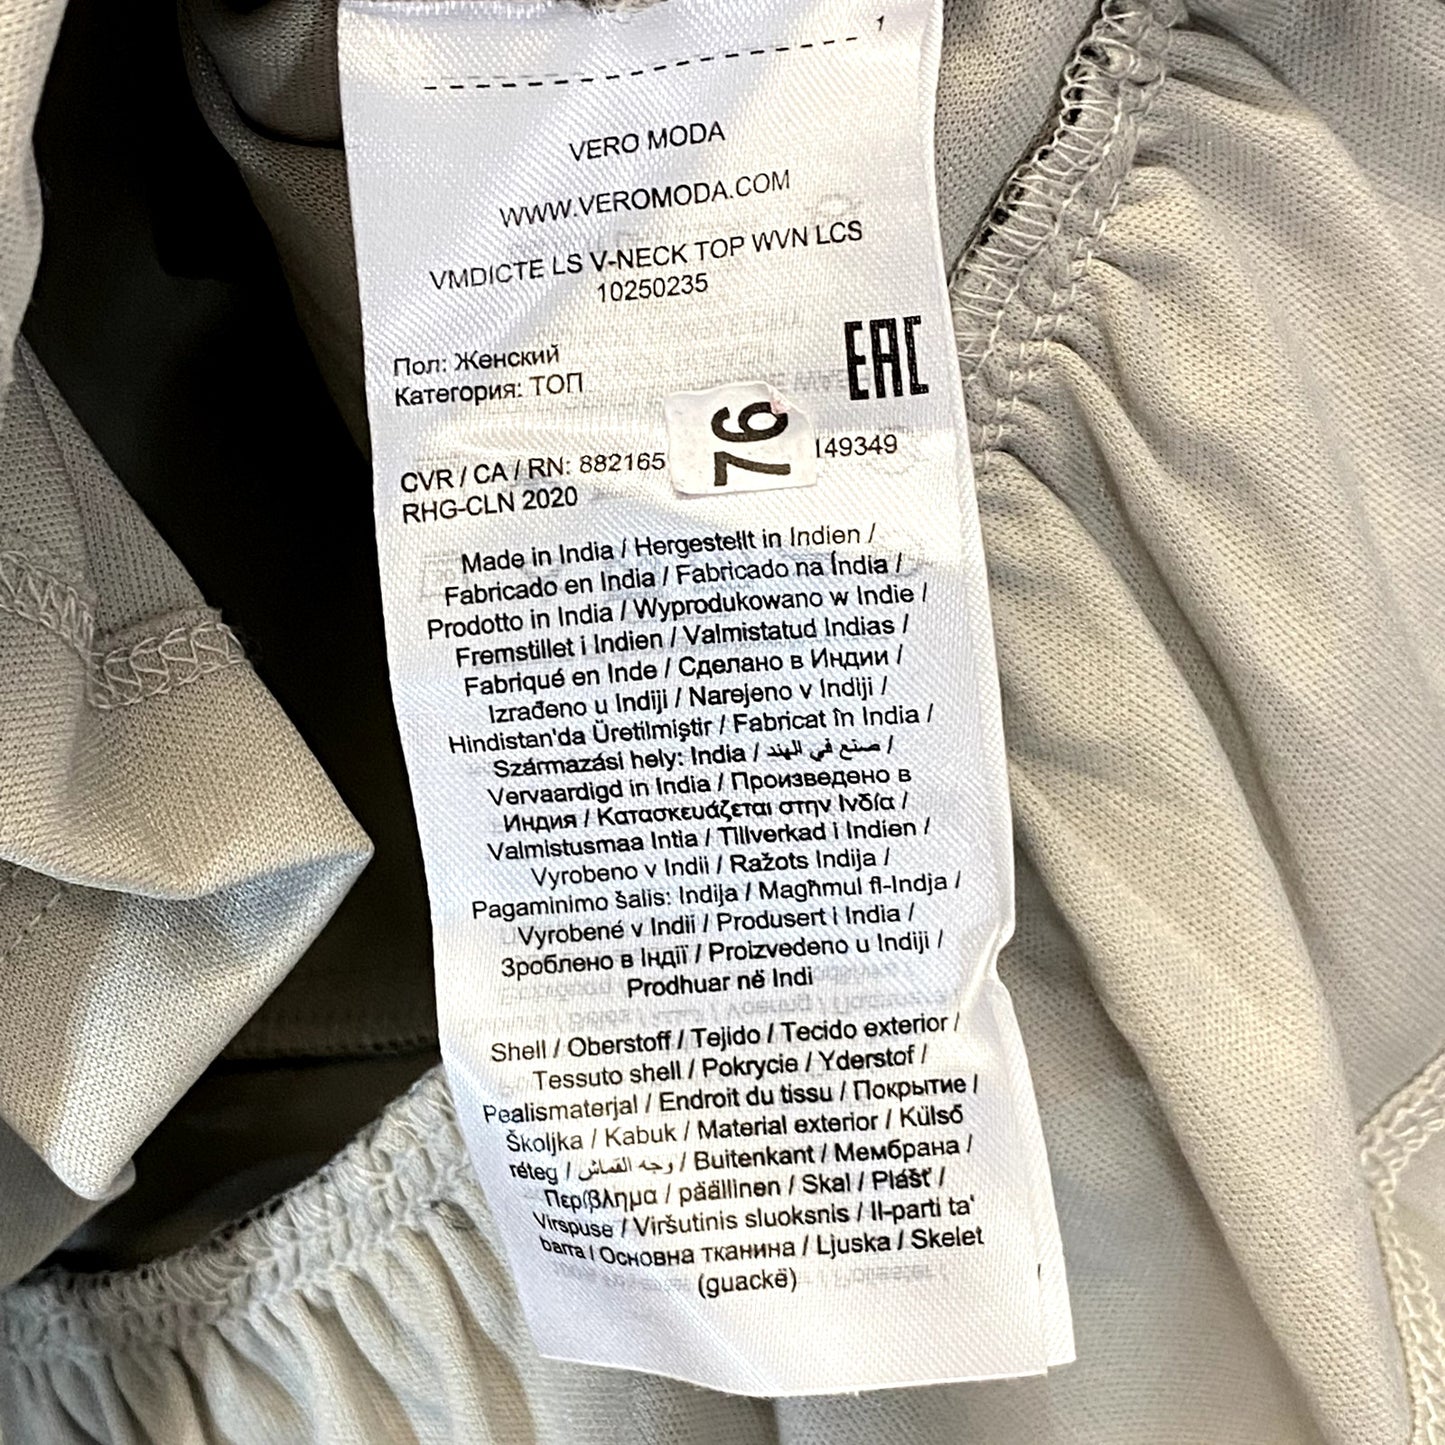 1
VERO MODA
WWW.VEROMODA.COM
VMDICTE LS V-NECK TOP WVN LCS
10250235
Пол: Женский
Категория: ТОП
EAC
76
CVR / CA / RN: 882165 149349
RHG-CLN 2020
Made in India / Hergestellt in Indien /
Fabricado en India / Fabricado na Índia /
Prodotto in India / Wyprodukowano w Indie /
Fremstillet i Indien / Valmistatud Indias /
Fabriqué en Inde / Сделано в Индии /
Izrađeno u Indiji / Narejeno v Indiji /
Hindistan'da Üretilmiştir / Fabricat în India /
Származási hely: India / صنع في الهند /
Vervaardigd in India / Произведено в
Индия / Κατασκευάζεται στην Ινδία /
Valmistusmaa Intia / Tillverkad i Indien /
Vyrobeno v Indii / Ražots Indija /
Pagaminimo šalis: Indija / Magħmul fl-Indja /
Vyrobené v Indii / Produsert i India /
Зроблено в Індії / Proizvedeno u Indiji /
Prodhuar në Indi
Shell / Oberstoff / Tejido / Tecido exterior /
Tessuto shell / Pokrycie / Yderstof /
Pealismaterjal / Endroit du tissu / Покрытие /
Školjka / Kabuk / Material exterior / Külső
réteg / وجه القماش / Buitenkant / Мембрана /
Περίβλημα / päällinen / Skal / Plášť /
Virspuse / Viršutinis sluoksnis / Il-parti ta'
barra / Основна тканина / Ljuska / Skelet
(guackë)